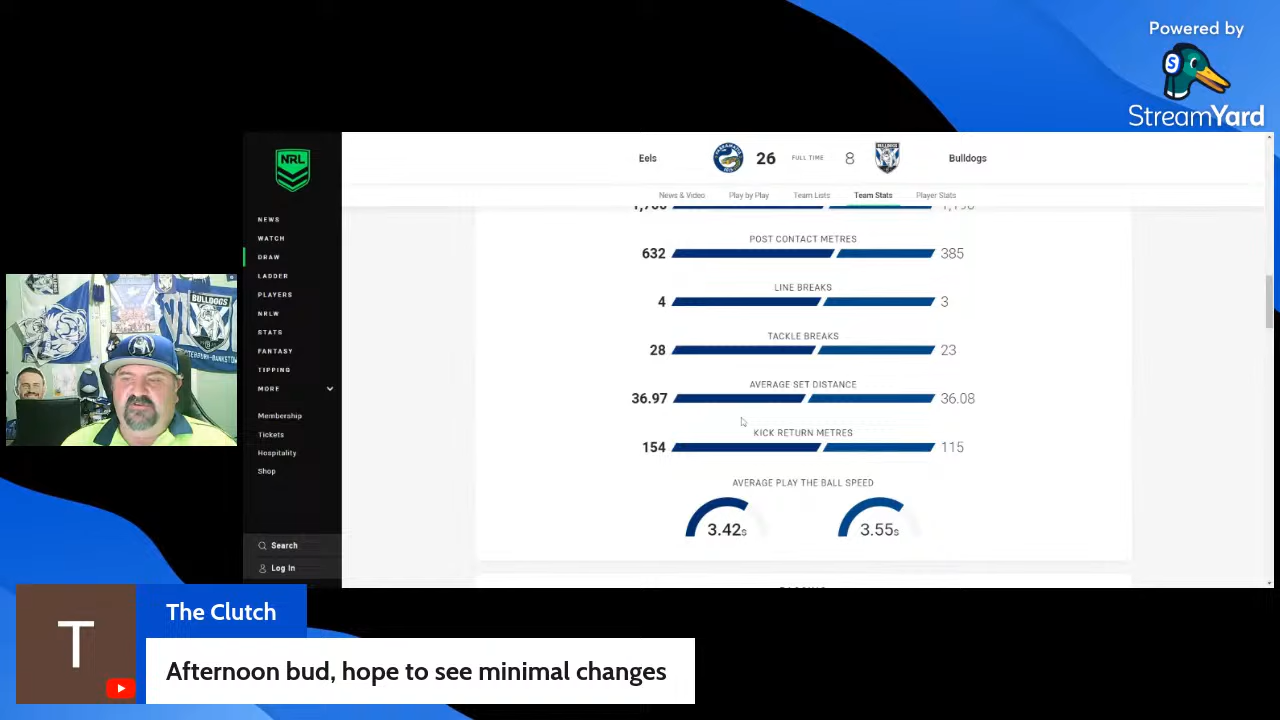 Powered by
StreamYard
NRL
Eels
26
FULL TIME
8
Bulldogs
News & Video
Play by Play
Team Lists
Team Stats
Player Stats
NEWS
WATCH
DRAW
LADDER
PLAYERS
NRLW
STATS
FANTASY
TIPPING
MORE
Membership
Tickets
Hospitality
Shop
Search
Log In
POST CONTACT METRES
632 385
LINE BREAKS
4 3
TACKLE BREAKS
28 23
AVERAGE SET DISTANCE
36.97 36.08
KICK RETURN METRES
154 115
AVERAGE PLAY THE BALL SPEED
3.42s 3.55s
BULLDOGS
T
The Clutch
Afternoon bud, hope to see minimal changes